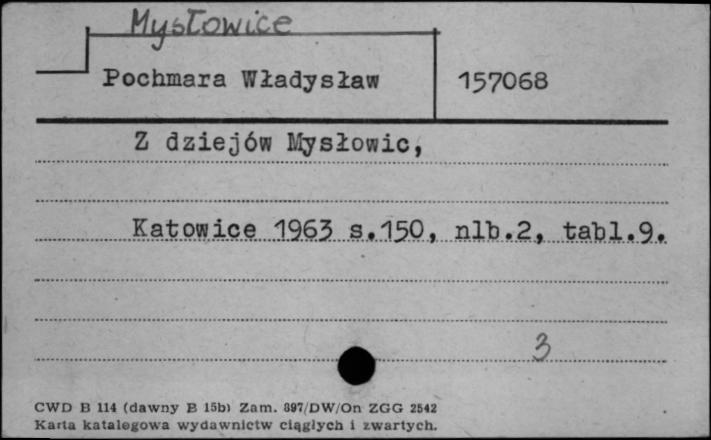 Mysłowice
Pochmara Władysław 157068
Z dziejów Mysłowic,
Katowice 1963 s.150, nlb.2, tabl.9.
3
CWD B 114 (dawny B 15b) Zam. 897/DW/On ZGG 2542
Karta katalogowa wydawnictw ciągłych i zwartych.